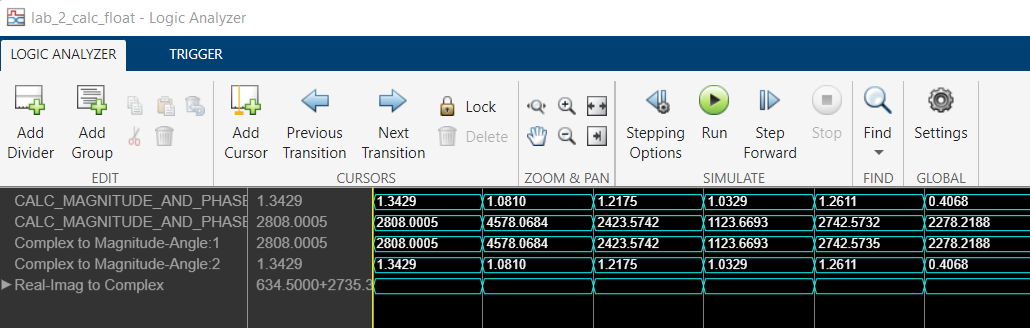 lab_2_calc_float - Logic Analyzer
LOGIC ANALYZER TRIGGER
Add Divider
Add Group
Add Cursor
Previous Transition
Next Transition
Lock
Delete
Stepping Options
Run
Step Forward
Stop
Find
Settings
EDIT CURSORS ZOOM & PAN SIMULATE FIND GLOBAL
CALC_MAGNITUDE_AND_PHASE 1.3429 1.3429 1.0810 1.2175 1.0329 1.2611 0.4068
CALC_MAGNITUDE_AND_PHASE 2808.0005 2808.0005 4578.0684 2423.5742 1123.6693 2742.5732 2278.2188
Complex to Magnitude-Angle:1 2808.0005 2808.0005 4578.0684 2423.5742 1123.6693 2742.5735 2278.2188
Complex to Magnitude-Angle:2 1.3429 1.3429 1.0810 1.2175 1.0329 1.2611 0.4068
Real-Imag to Complex 634.5000+2735.3